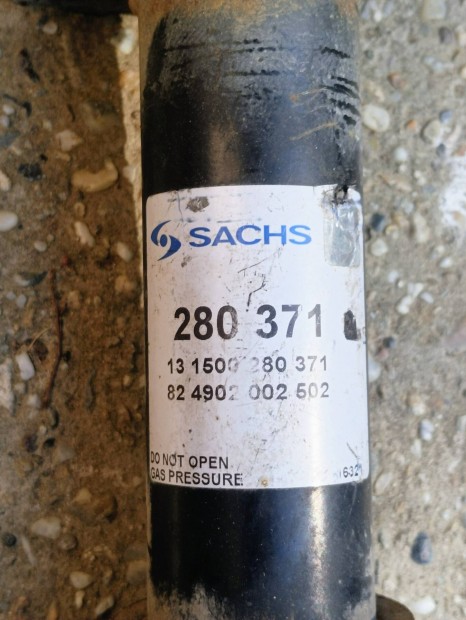 SACHS
280 371
13 1500 280 371
82 4902 002 502
DO NOT OPEN
GAS PRESSURE